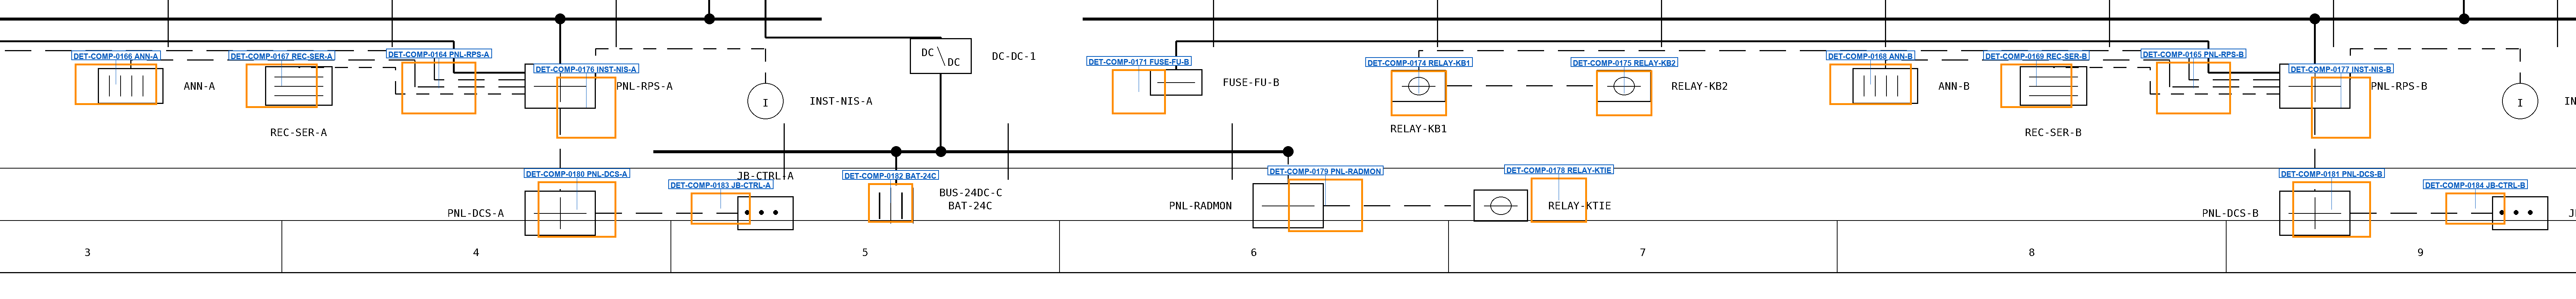 DC
DC
DC-DC-1
DET-COMP-0166 ANN-A
DET-COMP-0167 REC-SER-A
DET-COMP-0164 PNL-RPS-A
DET-COMP-0176 INST-NIS-A
DET-COMP-0171 FUSE-FU-B
DET-COMP-0174 RELAY-KB1
DET-COMP-0175 RELAY-KB2
DET-COMP-0168 ANN-B
DET-COMP-0169 REC-SER-B
DET-COMP-0165 PNL-RPS-B
DET-COMP-0177 INST-NIS-B
ANN-A
PNL-RPS-A
I
INST-NIS-A
FUSE-FU-B
RELAY-KB2
ANN-B
PNL-RPS-B
I
IN
REC-SER-A
RELAY-KB1
REC-SER-B
DET-COMP-0180 PNL-DCS-A
JB-CTRL-A
DET-COMP-0183 JB-CTRL-A
DET-COMP-0182 BAT-24C
DET-COMP-0179 PNL-RADMON
DET-COMP-0178 RELAY-KTIE
DET-COMP-0181 PNL-DCS-B
DET-COMP-0184 JB-CTRL-B
BUS-24DC-C
BAT-24C
PNL-DCS-A
PNL-RADMON
RELAY-KTIE
PNL-DCS-B
3
4
5
6
7
8
9